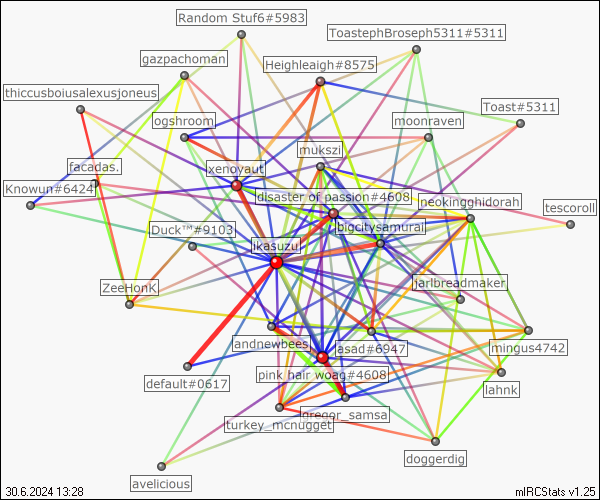 Random Stuf6#5983
ToastephBroseph5311#5311
gazpachoman
Heighleaigh#8575
thiccusboiusalexusjoneus
Toast#5311
ogshroom
moonraven
mukszi
xenoyaut
facadas.
Knowun#6424
disaster of passion#4608
neokingghidorah
tescoroll
Duck™#9103
bigcitysamurai
ikasuzu
ZeeHonk
jarlbreadmaker
andnewbees
asad#6947
mingus4742
default#0617
pink hair woag#4608
lahnk
gregor_samsa
turkey_mcnugget
doggerdig
avelicious
30.6.2024 13:28
mIRCStats v1.25